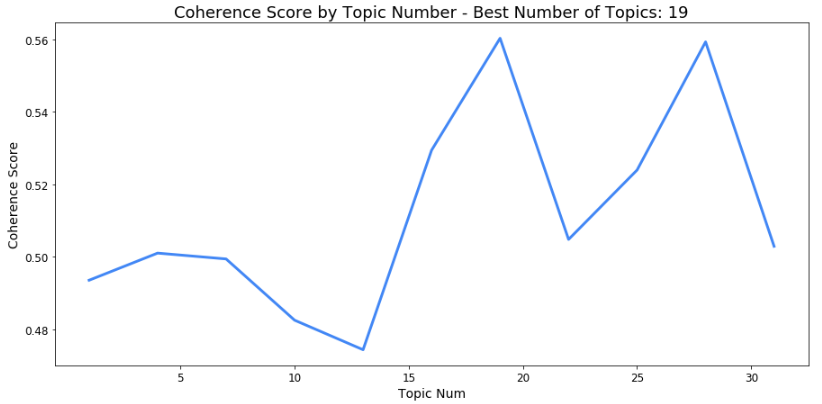 Coherence Score by Topic Number - Best Number of Topics: 19
0.56
0.54
0.52
0.50
0.48
Coherence Score
5 10 15 20 25 30
Topic Num